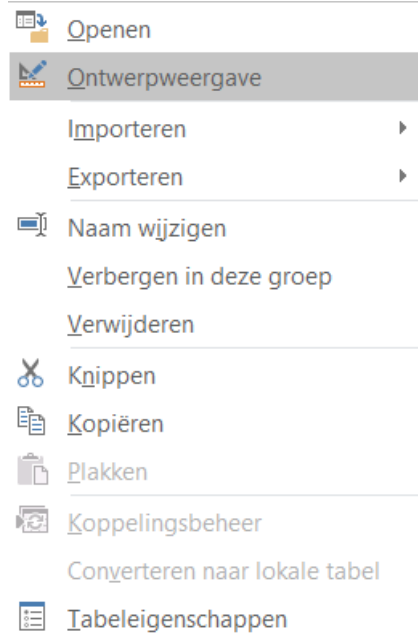 Openen
Ontwerpweergave
Importeren
Exporteren
Naam wijzigen
Verbergen in deze groep
Verwijderen
Knippen
Kopiëren
Plakken
Koppelingsbeheer
Converteren naar lokale tabel
Tabeleigenschappen